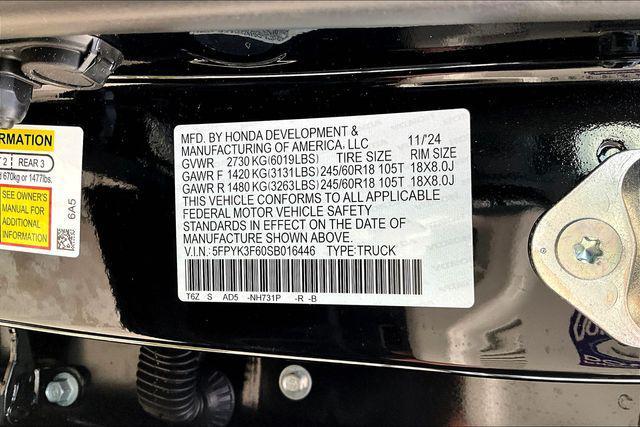 MFD. BY HONDA DEVELOPMENT &
MANUFACTURING OF AMERICA, LLC 11/'24
GVWR 2730 KG(6019LBS) TIRE SIZE RIM SIZE
GAWR F 1420 KG(3131LBS) 245/60R18 105T 18X8.0J
GAWR R 1480 KG(3263LBS) 245/60R18 105T 18X8.0J
THIS VEHICLE CONFORMS TO ALL APPLICABLE
FEDERAL MOTOR VEHICLE SAFETY
STANDARDS IN EFFECT ON THE DATE OF
MANUFACTURE SHOWN ABOVE.
V.I.N.: 5FPYK3F60SB016446 TYPE:TRUCK
T6Z S AD5 -NH731P -R -B
REAR 3
670kg or 1477lbs.
SEE OWNER'S
MANUAL FOR
ADDITIONAL
INFORMATION
6A5